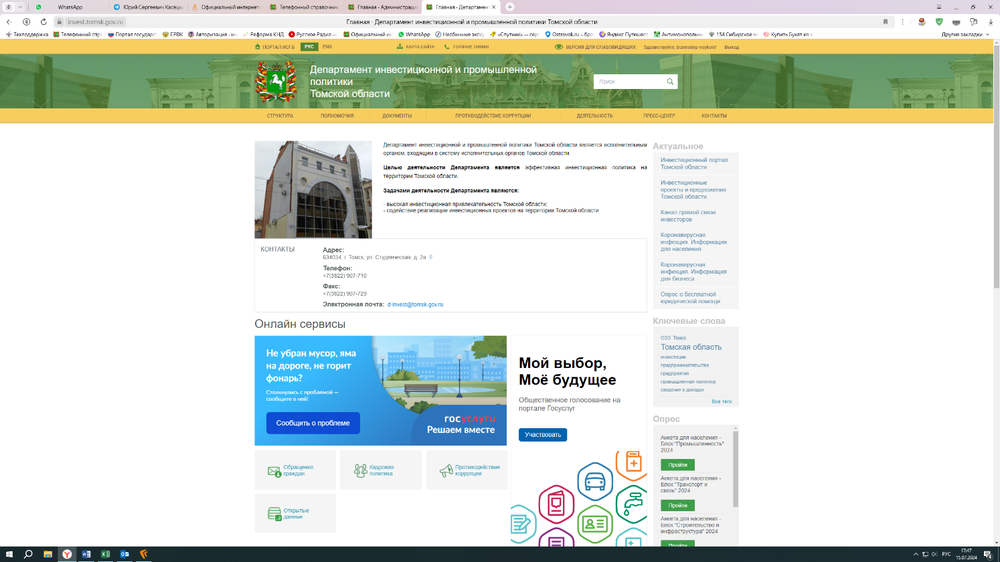 6
WhatsApp
Юрий Сергеевич Касецк
Официальный интернет-
Телефонный справочник
Главная - Администраци
Главная - Департамент
invest.tomsk.gov.ru
Главная - Департамент инвестиционной и промышленной политики Томской области
Техподдержка
Телефонный спра
Портал государст
ЕРВК
Авторизация - ин
Реформа КНД
Русское Радио —
Официальный ин
WhatsApp
Необычные экску
«Спутник» — сер
Ostrovok.ru – бро
Яндекс Путешест
Антимонопольны
154 Сибирское м
Купить Букет из к
Другие закладки
ПОРТАЛ ИОГВ
РУС
ENG
КАРТА САЙТА
ГОРЯЧИЕ ЛИНИИ
ВЕРСИЯ ДЛЯ СЛАБОВИДЯЩИХ
Здравствуйте, biznesdep-voykoie!
Выход
Департамент инвестиционной и промышленной
политики
Томской области
Поиск
СТРУКТУРА
ПОЛНОМОЧИЯ
ДОКУМЕНТЫ
ПРОТИВОДЕЙСТВИЕ КОРРУПЦИИ
ДЕЯТЕЛЬНОСТЬ
ПРЕСС-ЦЕНТР
КОНТАКТЫ
Департамент инвестиционной и промышленной политики Томской области является исполнительным
органом, входящим в систему исполнительных органов Томской области.
Целью деятельности Департамента является эффективная инвестиционная политика на
территории Томской области.
Задачами деятельности Департамента являются:
- высокая инвестиционная привлекательность Томской области;
- содействие реализации инвестиционных проектов на территории Томской области
КОНТАКТЫ
Адрес:
634034, г. Томск, ул. Студенческая, д. 2а
Телефон:
+7(3822) 907-710
Факс:
+7(3822) 907-729
Электронная почта: d-invest@tomsk.gov.ru
Онлайн сервисы
Не убран мусор, яма
на дороге, не горит
фонарь?
Столкнулись с проблемой —
сообщите о ней!
Сообщить о проблеме
госуслуги
Решаем вместе
Мой выбор,
Моё будущее
Общественное голосование на
портале Госуслуг
Участвовать
Обращения
граждан
Кадровая
политика
Противодействие
коррупции
Открытые
данные
Актуальное
Инвестиционный портал
Томской области
Инвестиционные
проекты и предложения
Томской области
Канал прямой связи
инвесторов
Коронавирусная
инфекция. Информация
для населения
Коронавирусная
инфекция. Информация
для бизнеса
Опрос о бесплатной
юридической помощи
Ключевые слова
ОЭЗ Томск
Томская область
инвестиции
предпринимательства
предприятия
промышленная политика
сведения о доходах
Все теги
Опрос
Анкета для населения -
Блок "Промышленность"
2024
Пройти
Анкета для населения -
Блок "Транспорт и
связь" 2024
Пройти
Анкета для населения -
Блок "Строительство и
инфраструктура" 2024
Пройти
РУС
17:47
15.07.2024